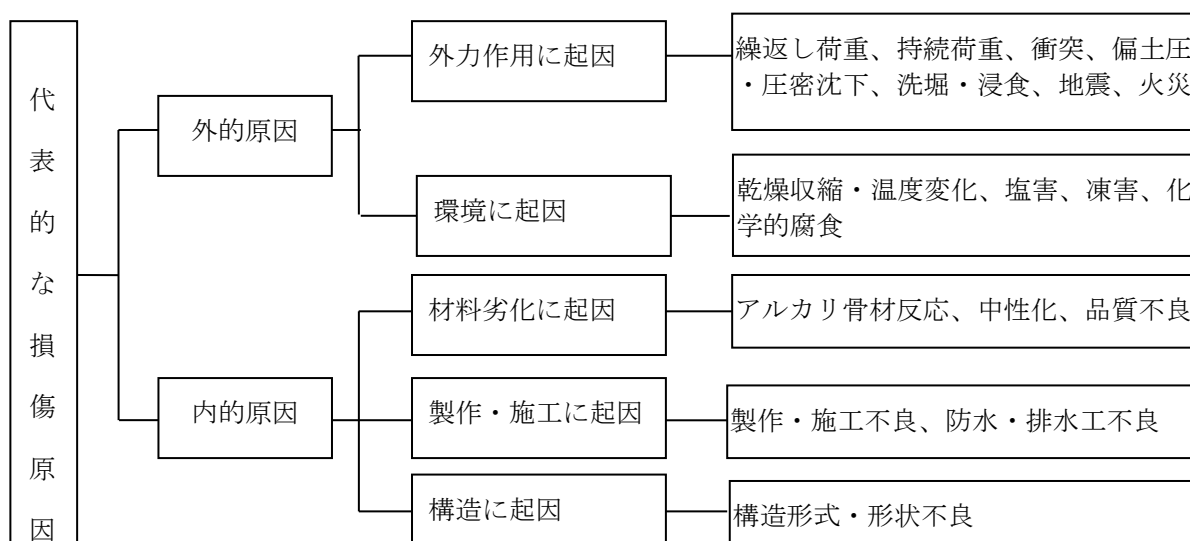 代表的な損傷原因
外的原因
外力作用に起因
繰返し荷重、持続荷重、衝突、偏土圧
・圧密沈下、洗堀・浸食、地震、火災
環境に起因
乾燥収縮・温度変化、塩害、凍害、化
学的腐食
内的原因
材料劣化に起因
アルカリ骨材反応、中性化、品質不良
製作・施工に起因
製作・施工不良、防水・排水工不良
構造に起因
構造形式・形状不良